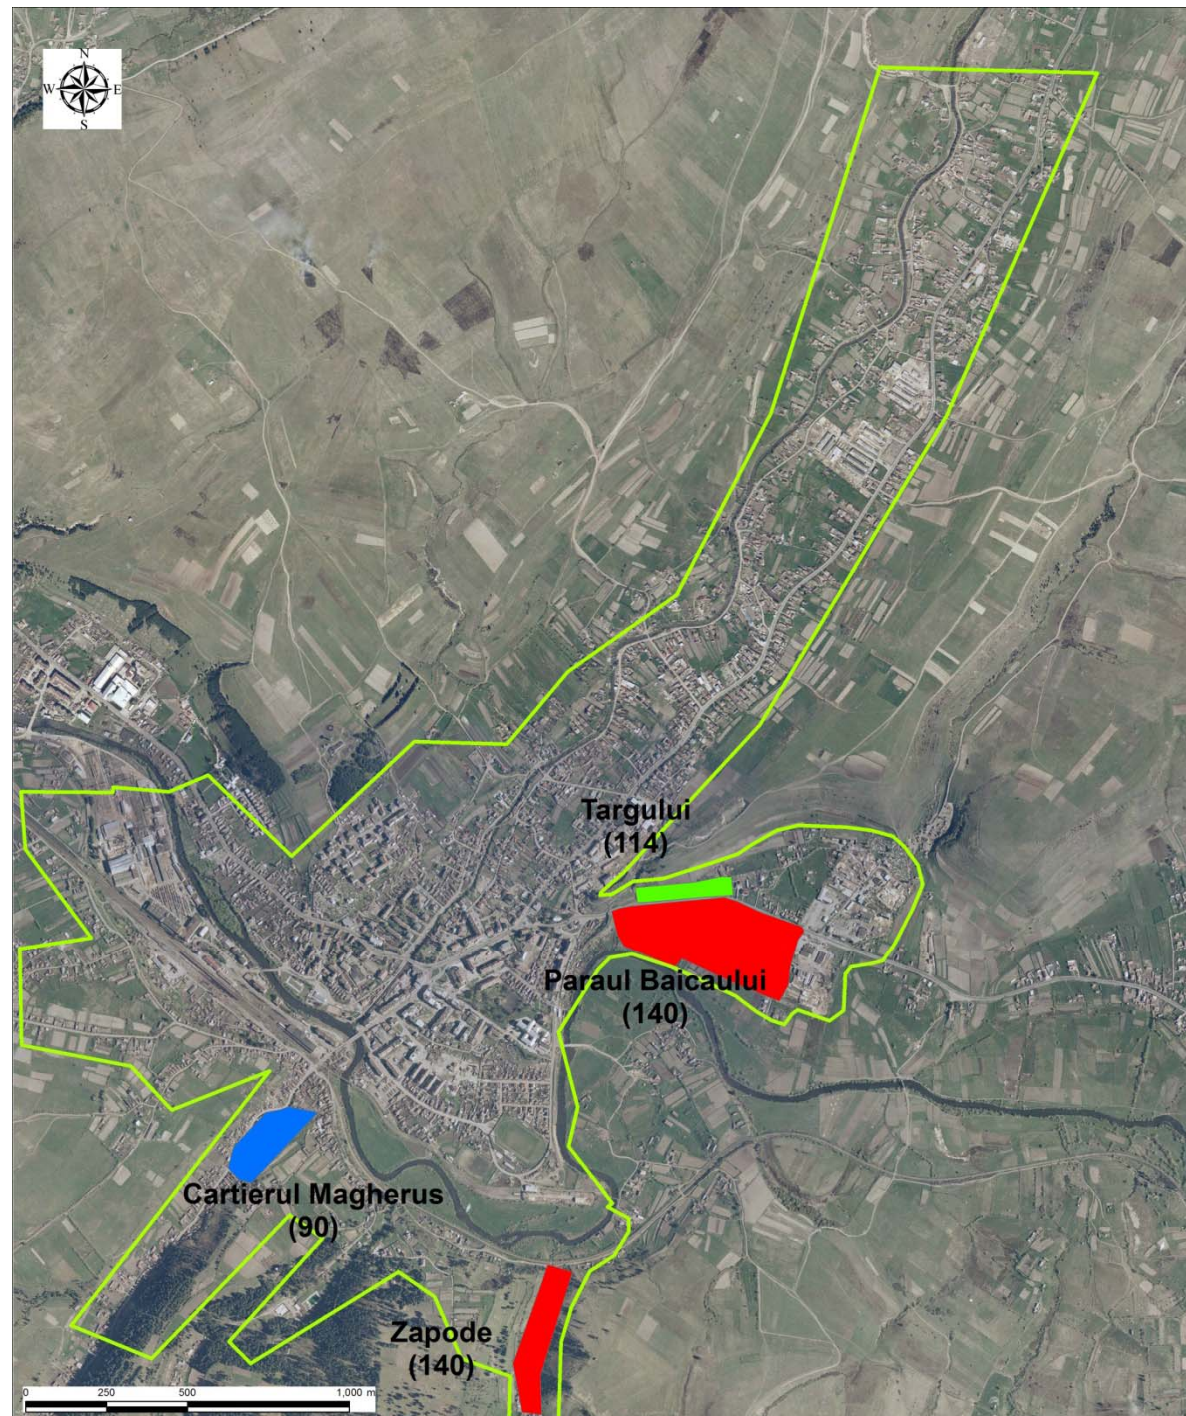 N
W E
S
Targului
(114)
Paraul Baicaului
(140)
Cartierul Magherus
(90)
Zapode
(140)
0 250 500 1,000 m